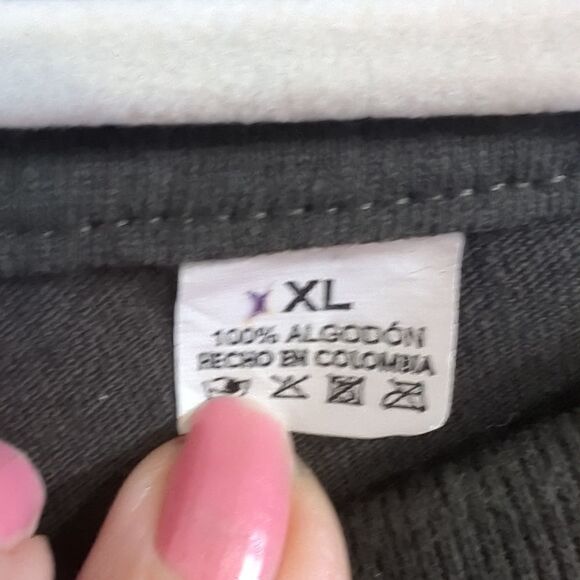 X XL
100% ALGODÓN
HECHO EN COLOMBIA